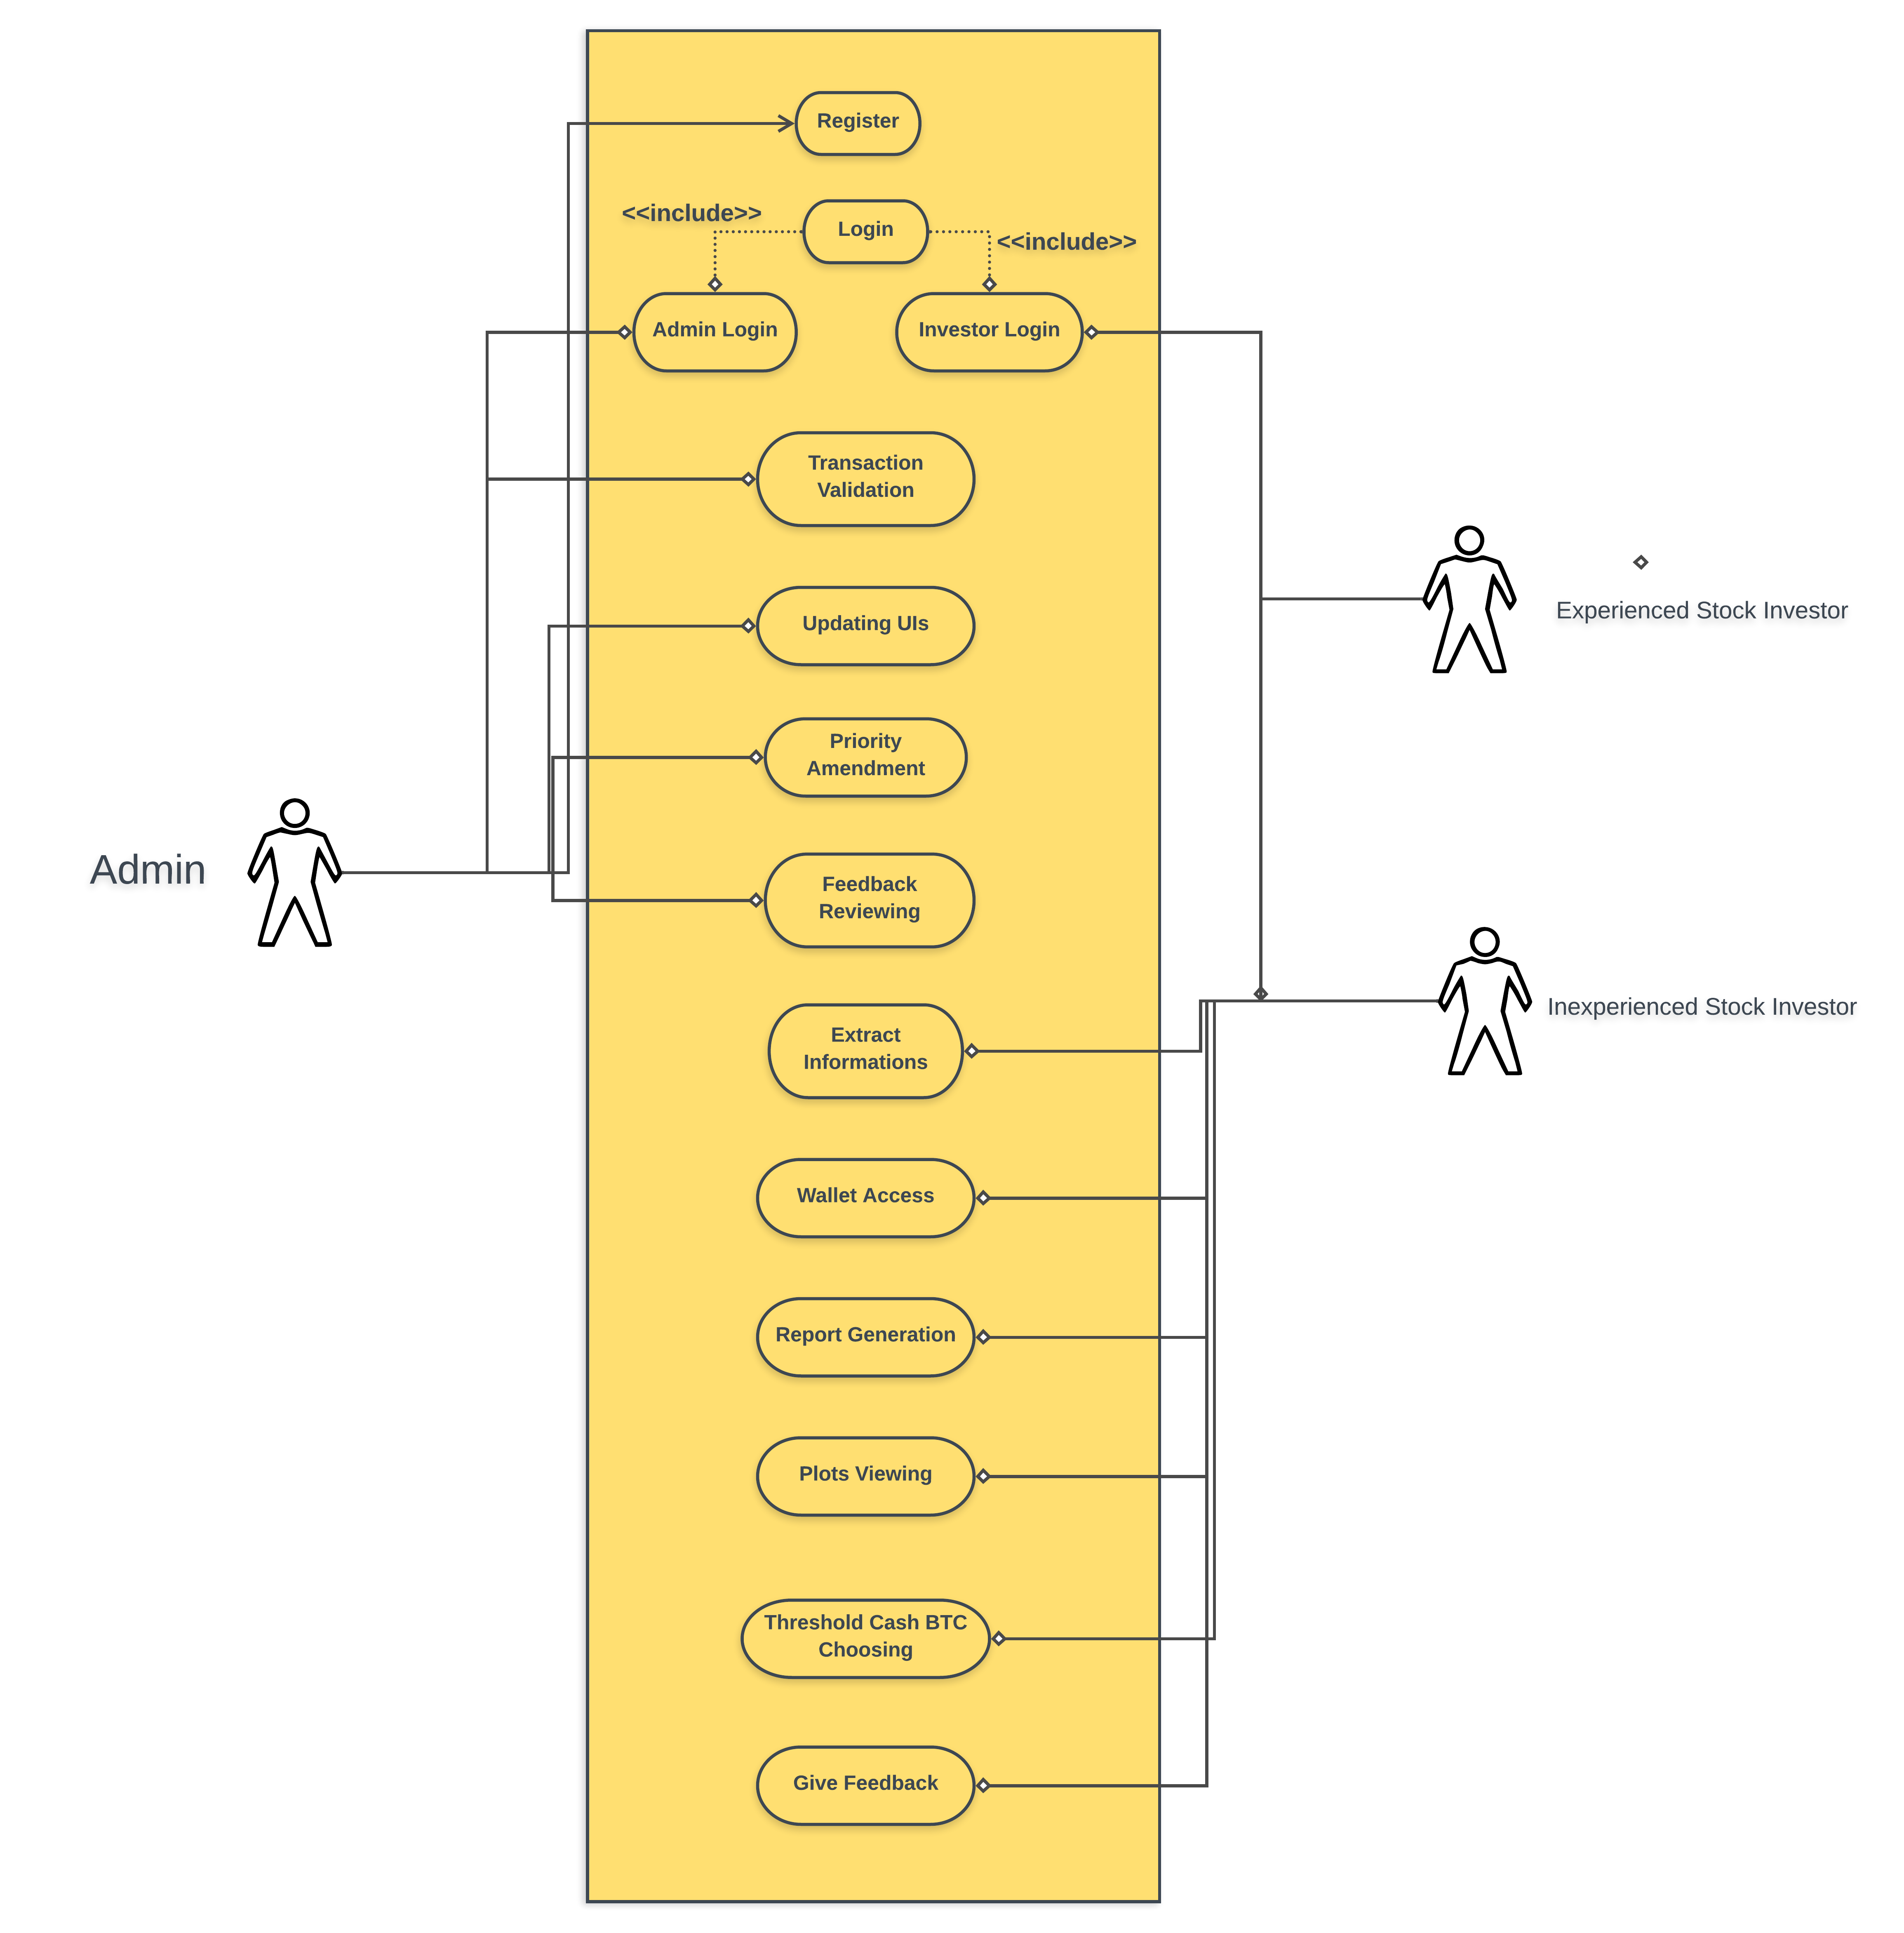 Register
<<include>>
Login
<<include>>
Admin Login
Investor Login
Transaction
Validation
Updating UIs
Experienced Stock Investor
Priority
Amendment
Admin
Feedback
Reviewing
Inexperienced Stock Investor
Extract
Informations
Wallet Access
Report Generation
Plots Viewing
Threshold Cash BTC
Choosing
Give Feedback